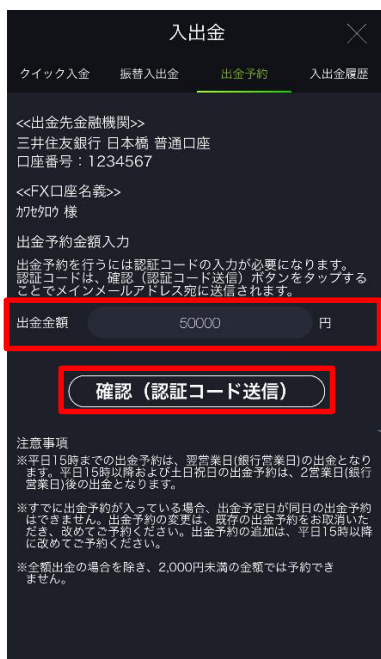 入出金
クイック入金 振替入出金 出金予約 入出金履歴
<<出金先金融機関>>
三井住友銀行 日本橋 普通口座
口座番号：1234567
<<FX口座名義>>
ｶﾜｾﾀﾛｳ 様
出金予約金額入力
出金予約を行うには認証コードの入力が必要になります。
認証コードは、確認（認証コード送信）ボタンをタップする
ことでメインメールアドレス宛に送信されます。
出金金額 50000 円
確認（認証コード送信）
注意事項
※平日15時までの出金予約は、翌営業日(銀行営業日)の出金となり
ます。平日15時以降および土日祝日の出金予約は、2営業日(銀行
営業日)後の出金となります。
※すでに出金予約が入っている場合、出金予定日が同日の出金予約
はできません。出金予約の変更は、既存の出金予約をお取消いた
だき、改めてご予約ください。出金予約の追加は、平日15時以降
に改めてご予約ください。
※全額出金の場合を除き、2,000円未満の金額では予約でき
ません。